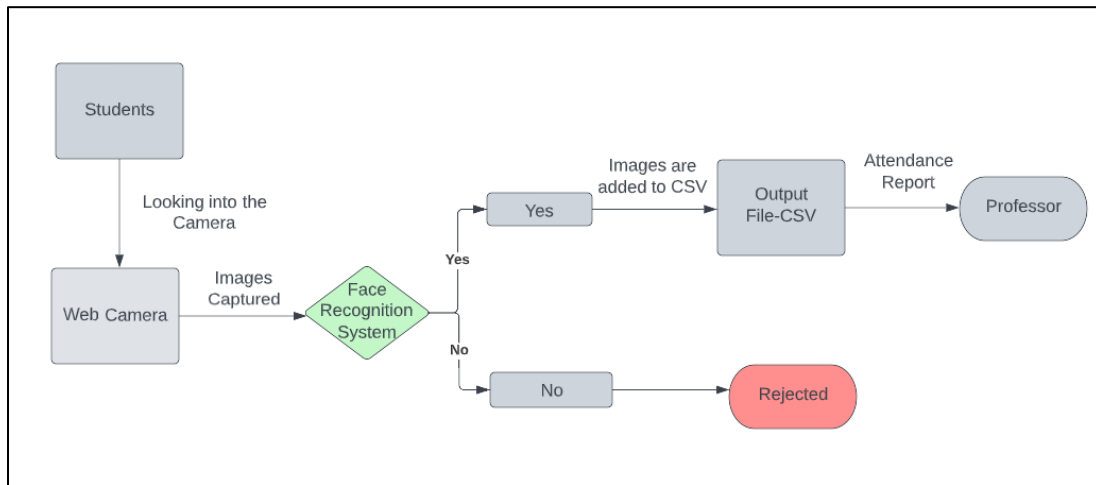 Students
Looking into the
Camera
Web Camera
Images
Captured
Face
Recognition
System
Yes
No
Yes
No
Images are
added to CSV
Output
File-CSV
Attendance
Report
Professor
Rejected